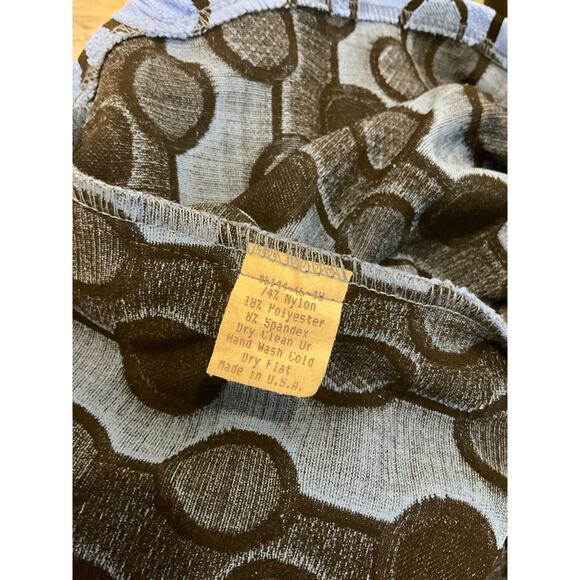 74% Nylon
18% Polyester
8% Spandex
Dry Clean Or
Hand Wash Cold
Dry Flat
Made In U.S.A.